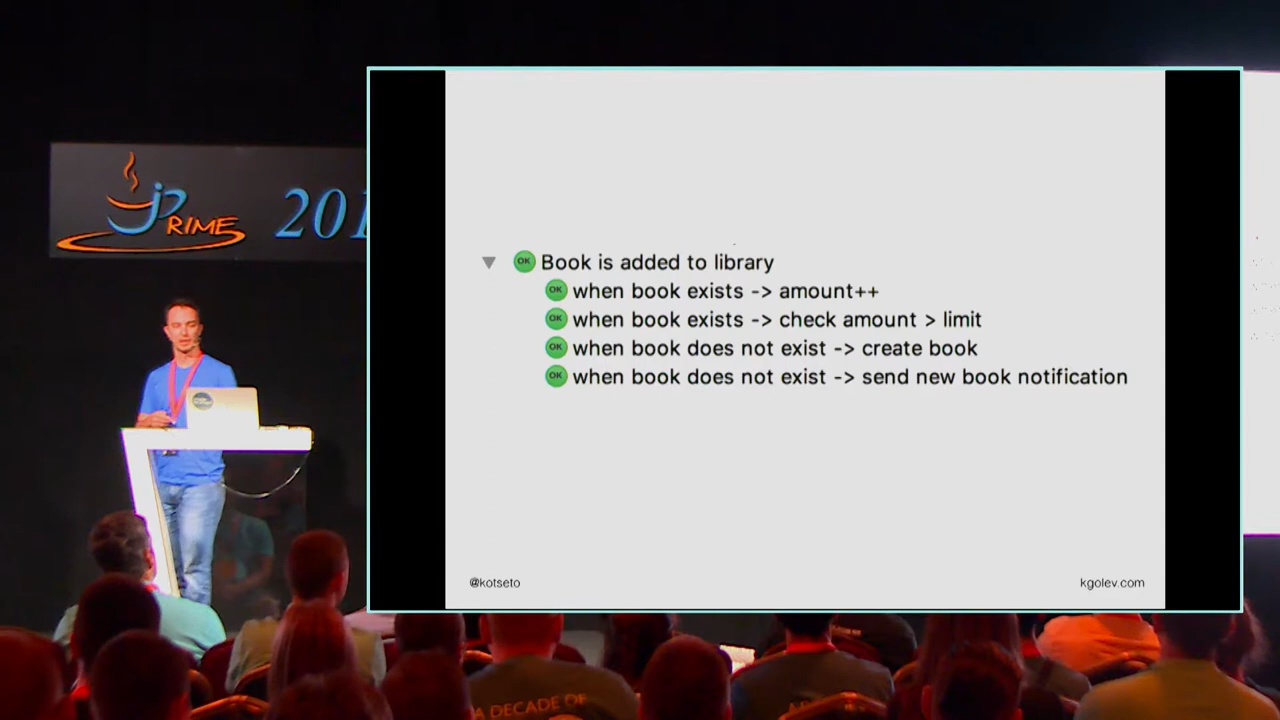 jPRIME 201
OK Book is added to library
OK when book exists -> amount++
OK when book exists -> check amount > limit
OK when book does not exist -> create book
OK when book does not exist -> send new book notification
@kotseto
kgolev.com
A DECADE OF